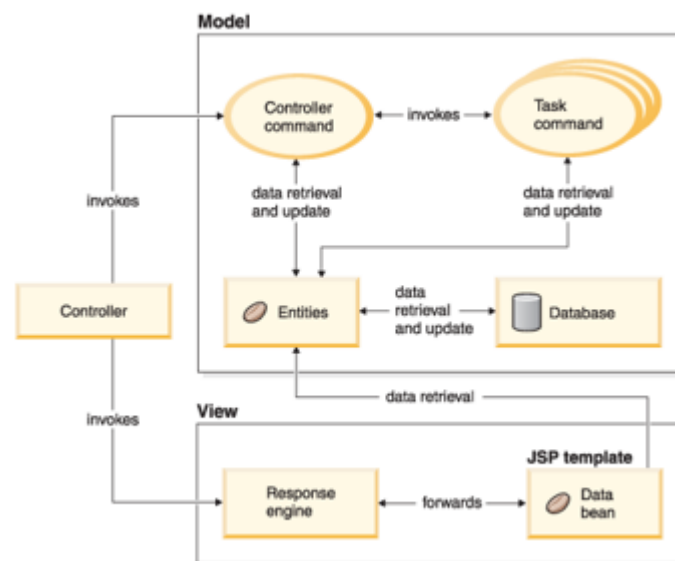 Model
Controller
command
invokes
Task
command
data retrieval
and update
data retrieval
and update
invokes
Controller
Entities
data
retrieval
and update
Database
data retrieval
invokes
View
JSP template
Response
engine
forwards
Data
bean